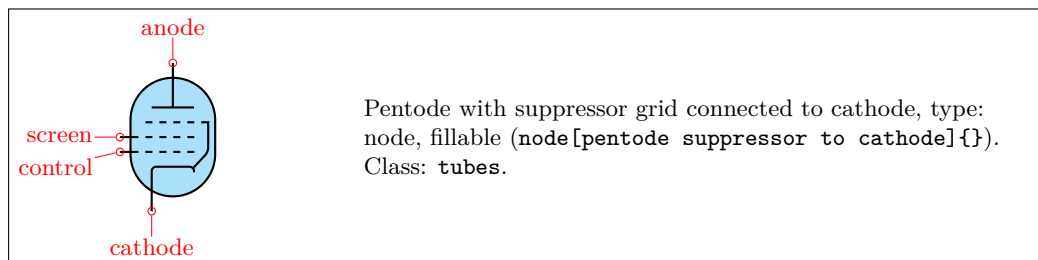 anode
screen
control
cathode
Pentode with suppressor grid connected to cathode, type:
node, fillable (node[pentode suppressor to cathode]{}).
Class: tubes.